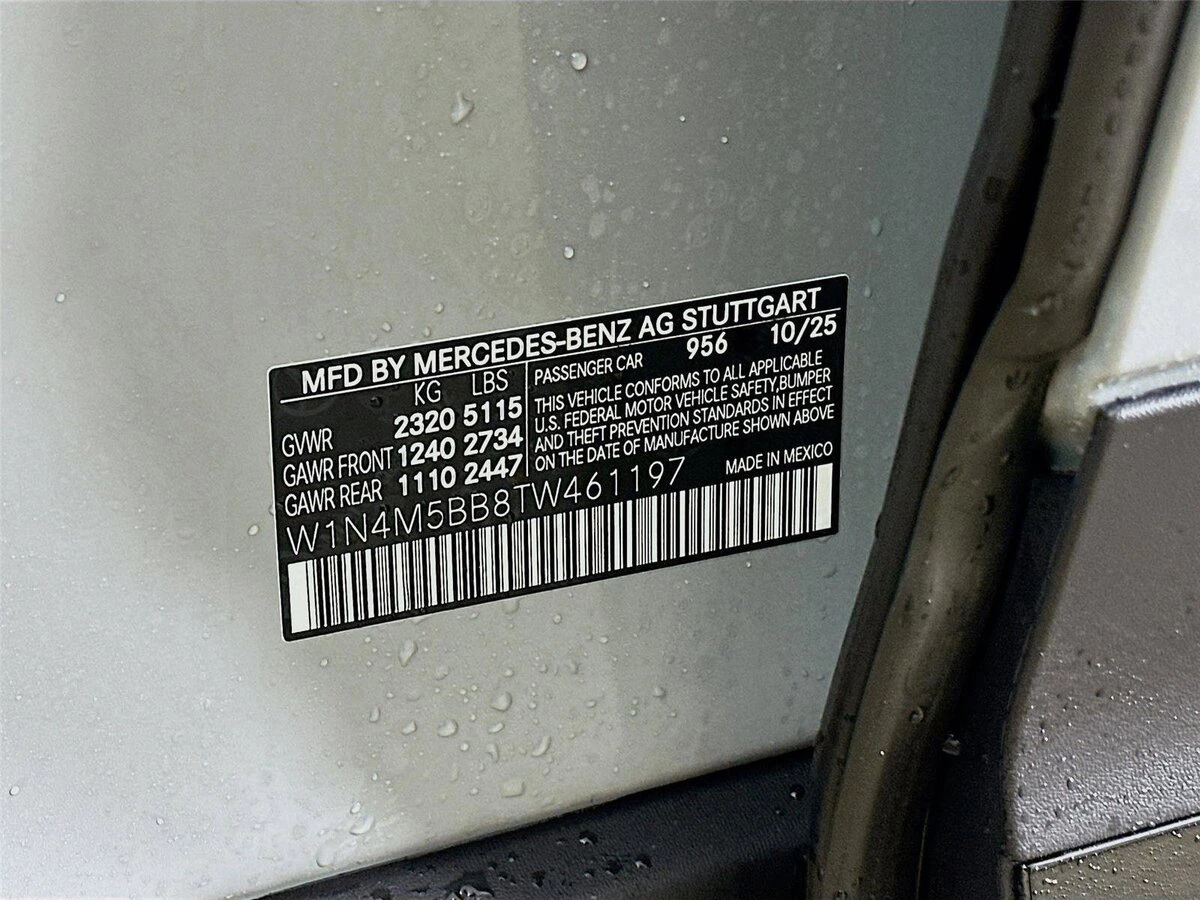 MFD BY MERCEDES-BENZ AG STUTTGART
KG LBS
GVWR 2320 5115
GAWR FRONT 1240 2734
GAWR REAR 1110 2447
PASSENGER CAR 956 10/25
THIS VEHICLE CONFORMS TO ALL APPLICABLE
U.S. FEDERAL MOTOR VEHICLE SAFETY,BUMPER
AND THEFT PREVENTION STANDARDS IN EFFECT
ON THE DATE OF MANUFACTURE SHOWN ABOVE
MADE IN MEXICO
W1N4M5BB8TW461197